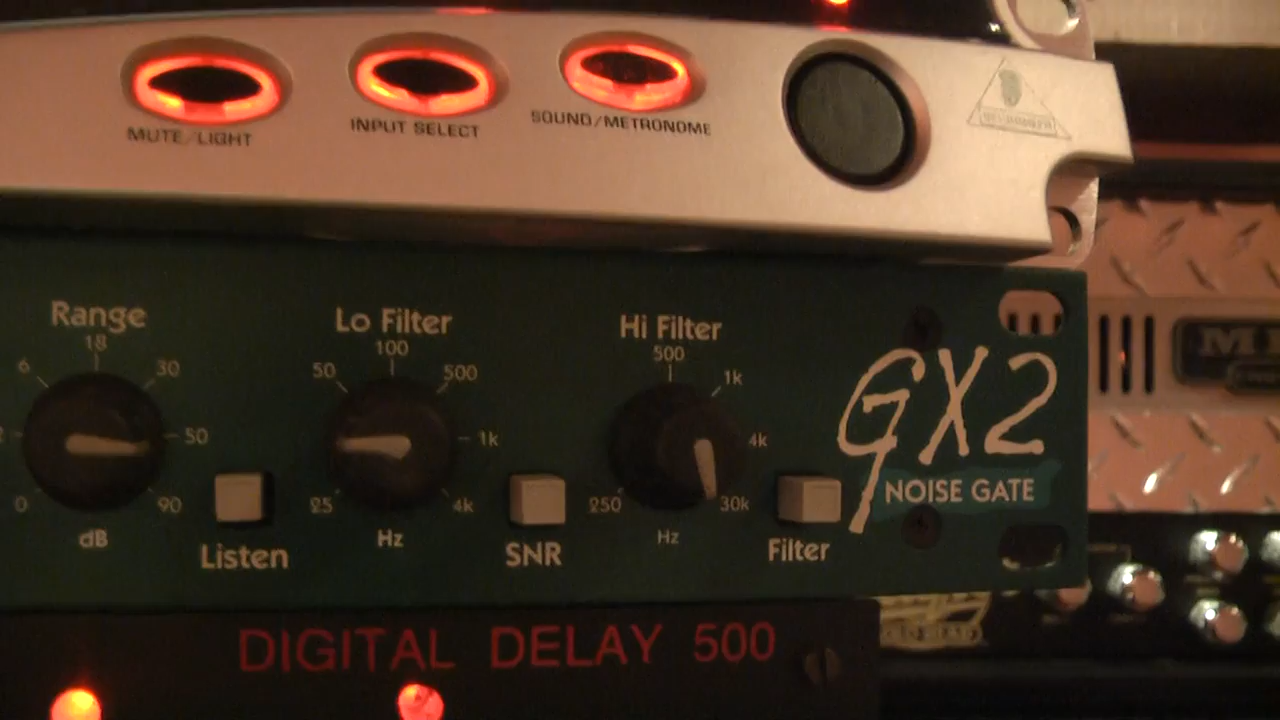 MUTE/LIGHT
INPUT SELECT
SOUND/METRONOME
Range
18
6
30
50
0
90
dB
Listen
Lo Filter
100
50
500
1k
25
4k
Hz
SNR
Hi Filter
500
1k
4k
250
30k
Hz
Filter
GX2
NOISE GATE
DIGITAL DELAY 500